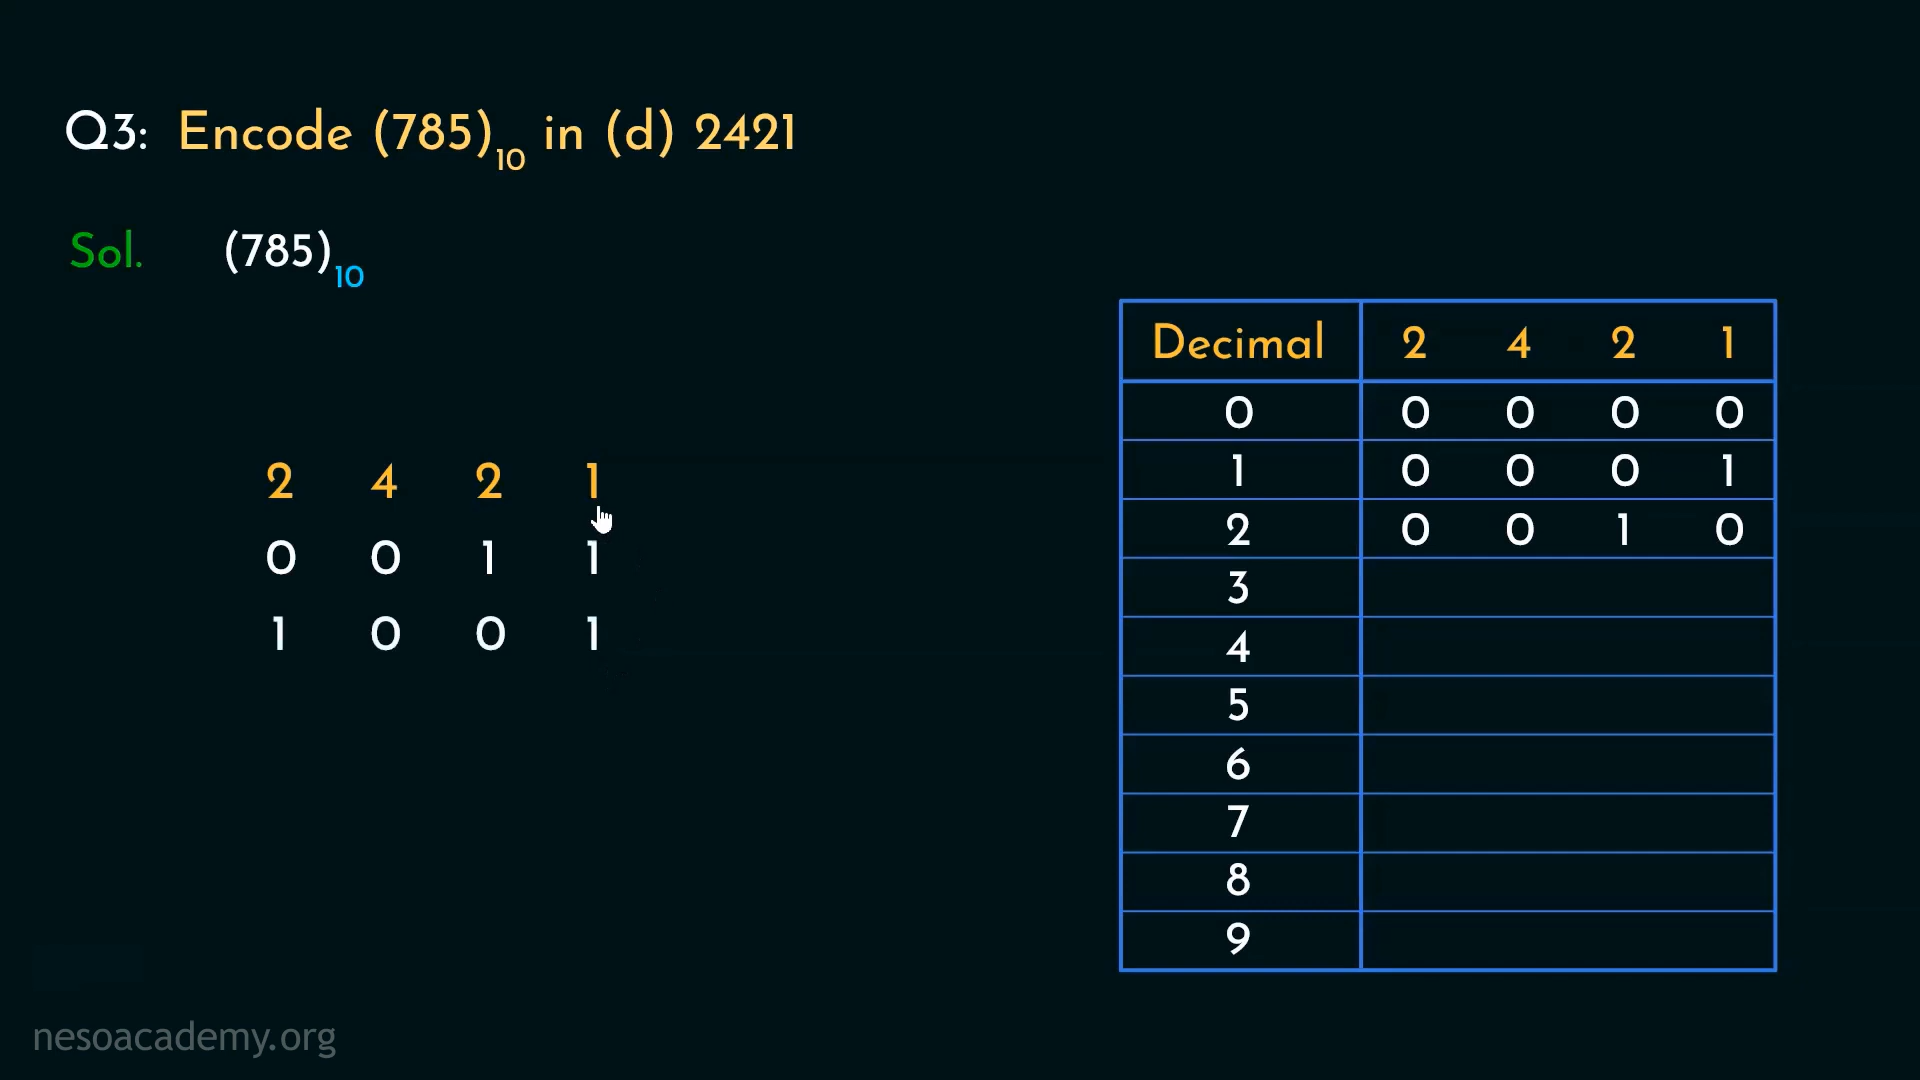 Q3: Encode (785)₁₀ in (d) 2421
Sol. (785)₁₀
2 4 2 1
0 0 1 1
1 0 0 1
Decimal 2 4 2 1
0 0 0 0 0
1 0 0 0 1
2 0 0 1 0
3
4
5
6
7
8
9
nesoacademy.org